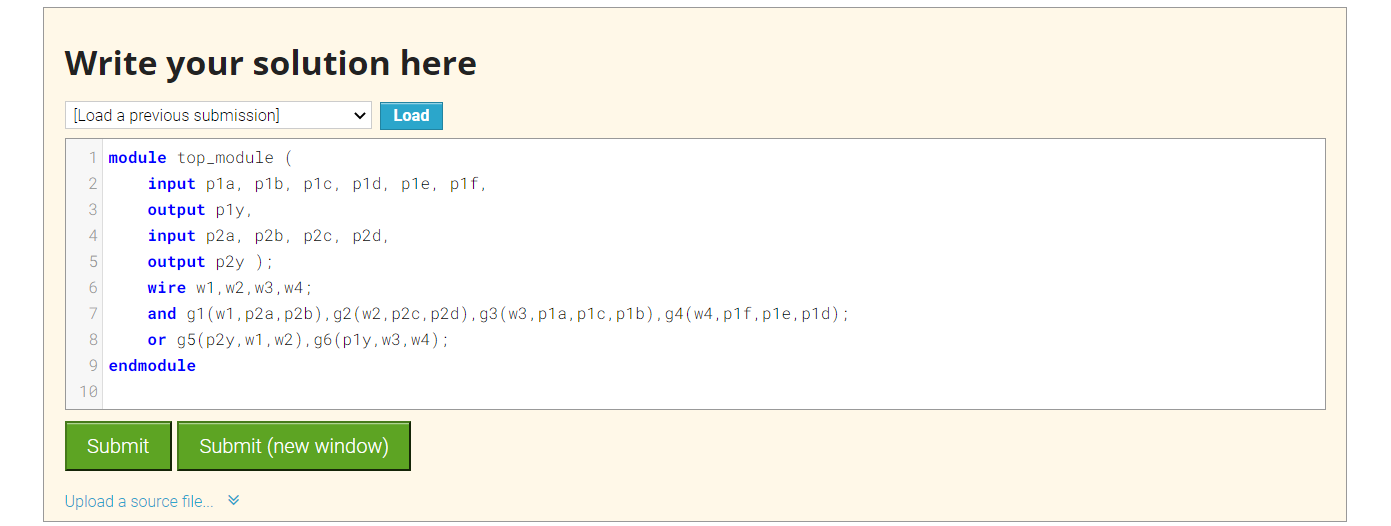 Write your solution here
[Load a previous submission] Load
1 module top_module (
2 input p1a, p1b, p1c, p1d, p1e, p1f,
3 output p1y,
4 input p2a, p2b, p2c, p2d,
5 output p2y );
6 wire w1,w2,w3,w4;
7 and g1(w1,p2a,p2b),g2(w2,p2c,p2d),g3(w3,p1a,p1c,p1b),g4(w4,p1f,p1e,p1d);
8 or g5(p2y,w1,w2),g6(p1y,w3,w4);
9 endmodule
10
Submit Submit (new window)
Upload a source file...